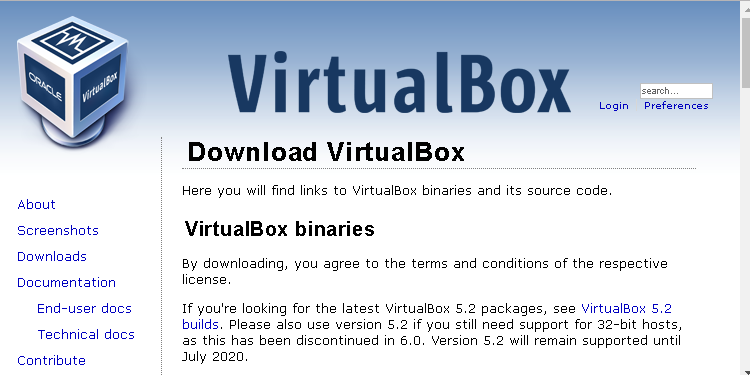 ORACLE
VirtualBox
VirtualBox
search...
Login Preferences
About
Screenshots
Downloads
Documentation
End-user docs
Technical docs
Contribute
Download VirtualBox
Here you will find links to VirtualBox binaries and its source code.
VirtualBox binaries
By downloading, you agree to the terms and conditions of the respective
license.
If you're looking for the latest VirtualBox 5.2 packages, see VirtualBox 5.2
builds. Please also use version 5.2 if you still need support for 32-bit hosts,
as this has been discontinued in 6.0. Version 5.2 will remain supported until
July 2020.